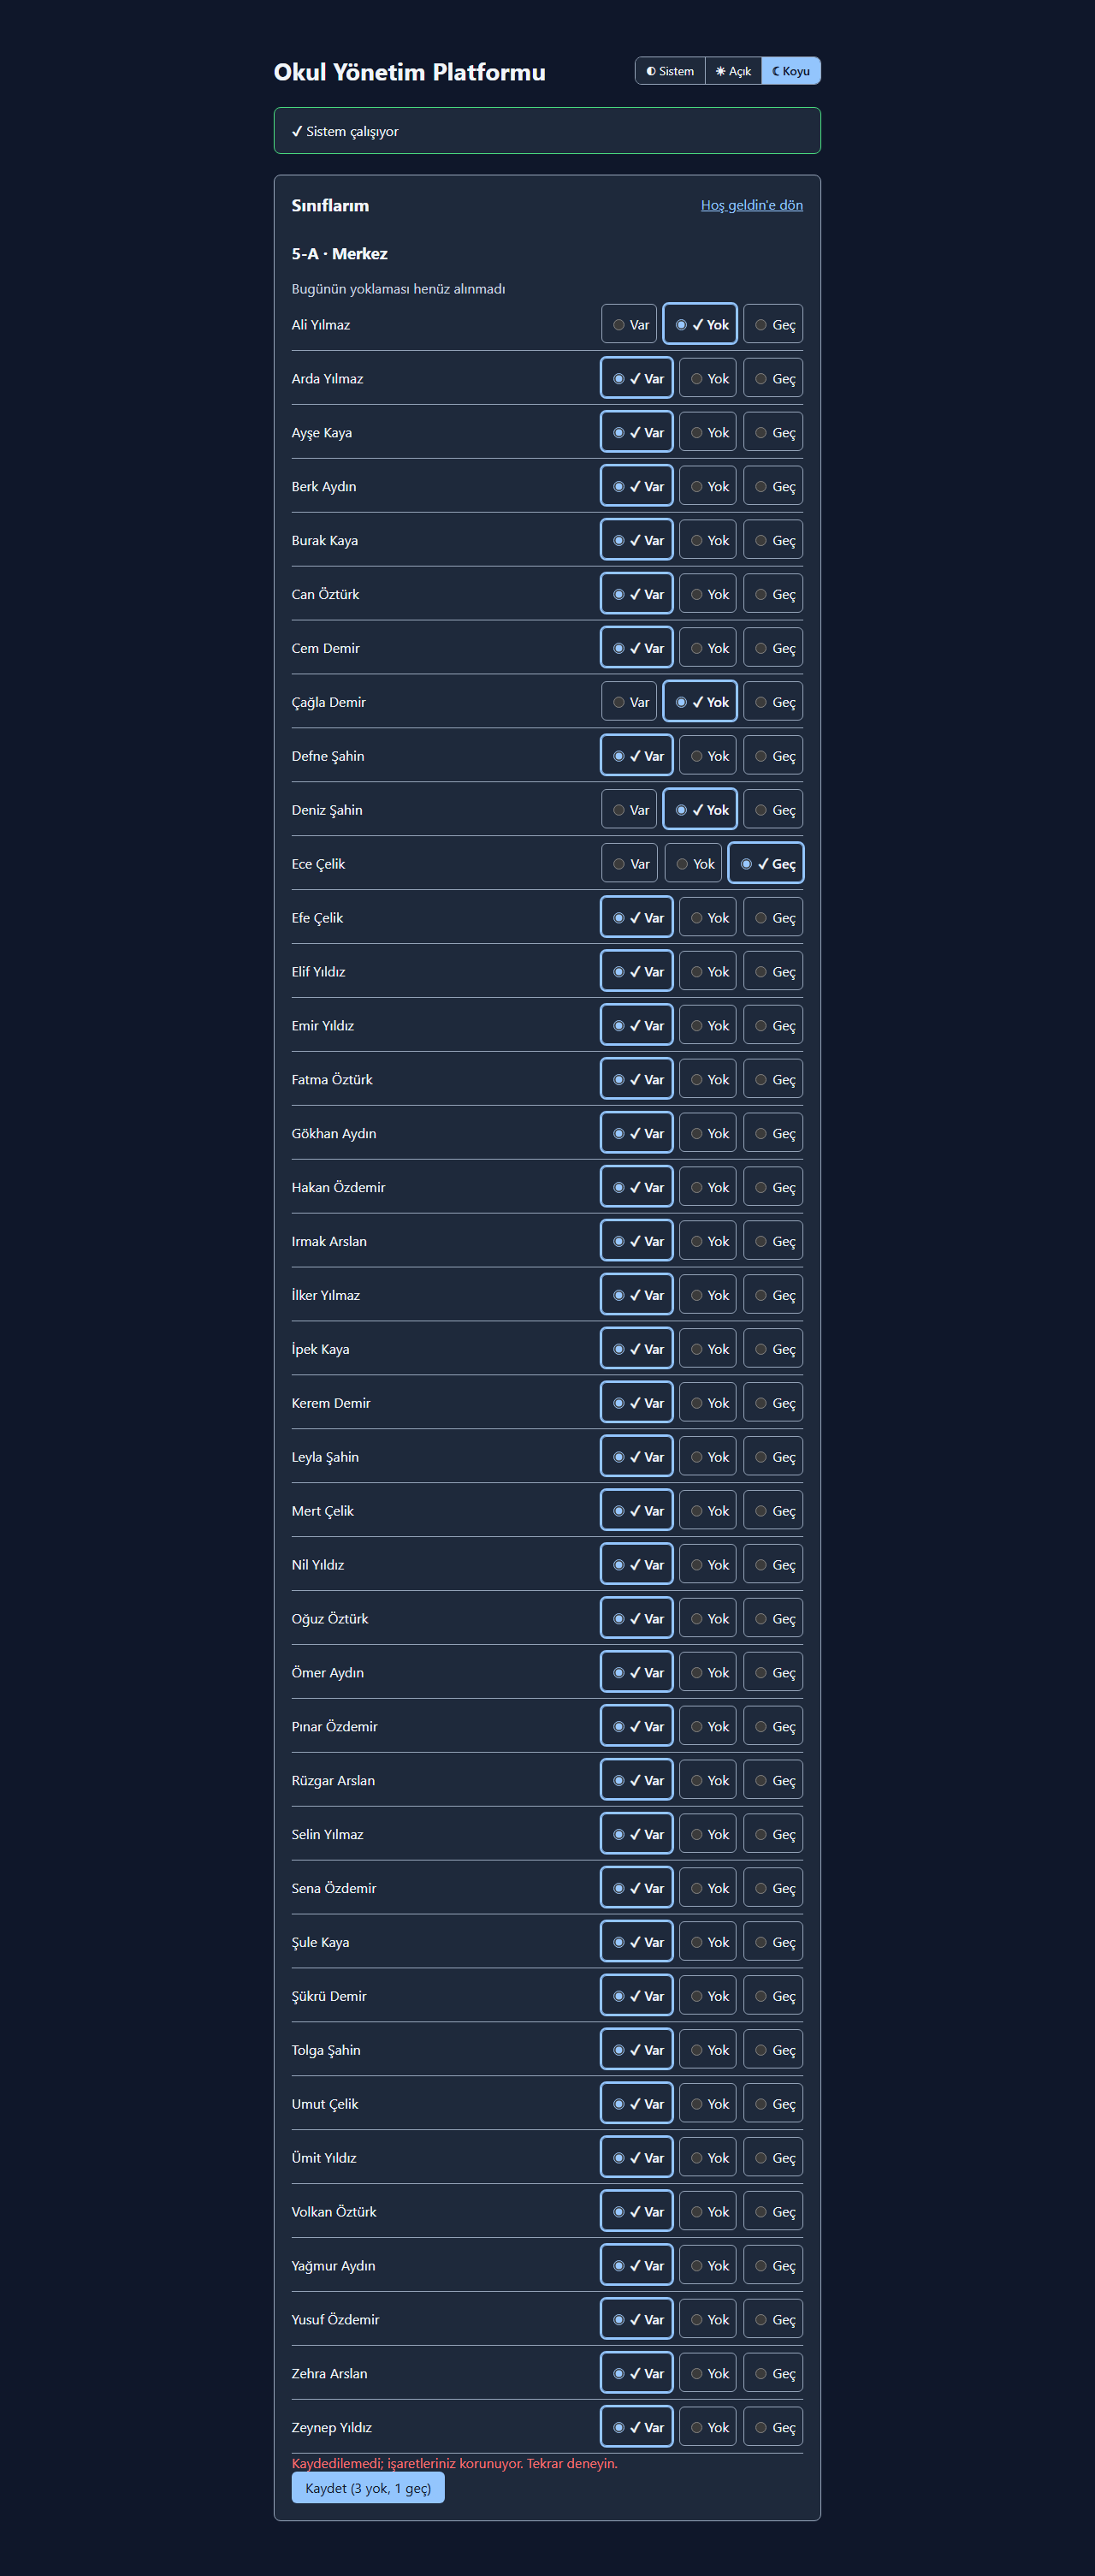 Okul Yönetim Platformu
◐ Sistem ☀ Açık ☾ Koyu
✓ Sistem çalışıyor
Sınıflarım Hoş geldin'e dön
5-A · Merkez
Bugünün yoklaması henüz alınmadı
Ali Yılmaz Var ✓ Yok Geç
Arda Yılmaz ✓ Var Yok Geç
Ayşe Kaya ✓ Var Yok Geç
Berk Aydın ✓ Var Yok Geç
Burak Kaya ✓ Var Yok Geç
Can Öztürk ✓ Var Yok Geç
Cem Demir ✓ Var Yok Geç
Çağla Demir Var ✓ Yok Geç
Defne Şahin ✓ Var Yok Geç
Deniz Şahin Var ✓ Yok Geç
Ece Çelik Var Yok ✓ Geç
Efe Çelik ✓ Var Yok Geç
Elif Yıldız ✓ Var Yok Geç
Emir Yıldız ✓ Var Yok Geç
Fatma Öztürk ✓ Var Yok Geç
Gökhan Aydın ✓ Var Yok Geç
Hakan Özdemir ✓ Var Yok Geç
Irmak Arslan ✓ Var Yok Geç
İlker Yılmaz ✓ Var Yok Geç
İpek Kaya ✓ Var Yok Geç
Kerem Demir ✓ Var Yok Geç
Leyla Şahin ✓ Var Yok Geç
Mert Çelik ✓ Var Yok Geç
Nil Yıldız ✓ Var Yok Geç
Oğuz Öztürk ✓ Var Yok Geç
Ömer Aydın ✓ Var Yok Geç
Pınar Özdemir ✓ Var Yok Geç
Rüzgar Arslan ✓ Var Yok Geç
Selin Yılmaz ✓ Var Yok Geç
Sena Özdemir ✓ Var Yok Geç
Şule Kaya ✓ Var Yok Geç
Şükrü Demir ✓ Var Yok Geç
Tolga Şahin ✓ Var Yok Geç
Umut Çelik ✓ Var Yok Geç
Ümit Yıldız ✓ Var Yok Geç
Volkan Öztürk ✓ Var Yok Geç
Yağmur Aydın ✓ Var Yok Geç
Yusuf Özdemir ✓ Var Yok Geç
Zehra Arslan ✓ Var Yok Geç
Zeynep Yıldız ✓ Var Yok Geç
Kaydedilemedi; işaretleriniz korunuyor. Tekrar deneyin.
Kaydet (3 yok, 1 geç)